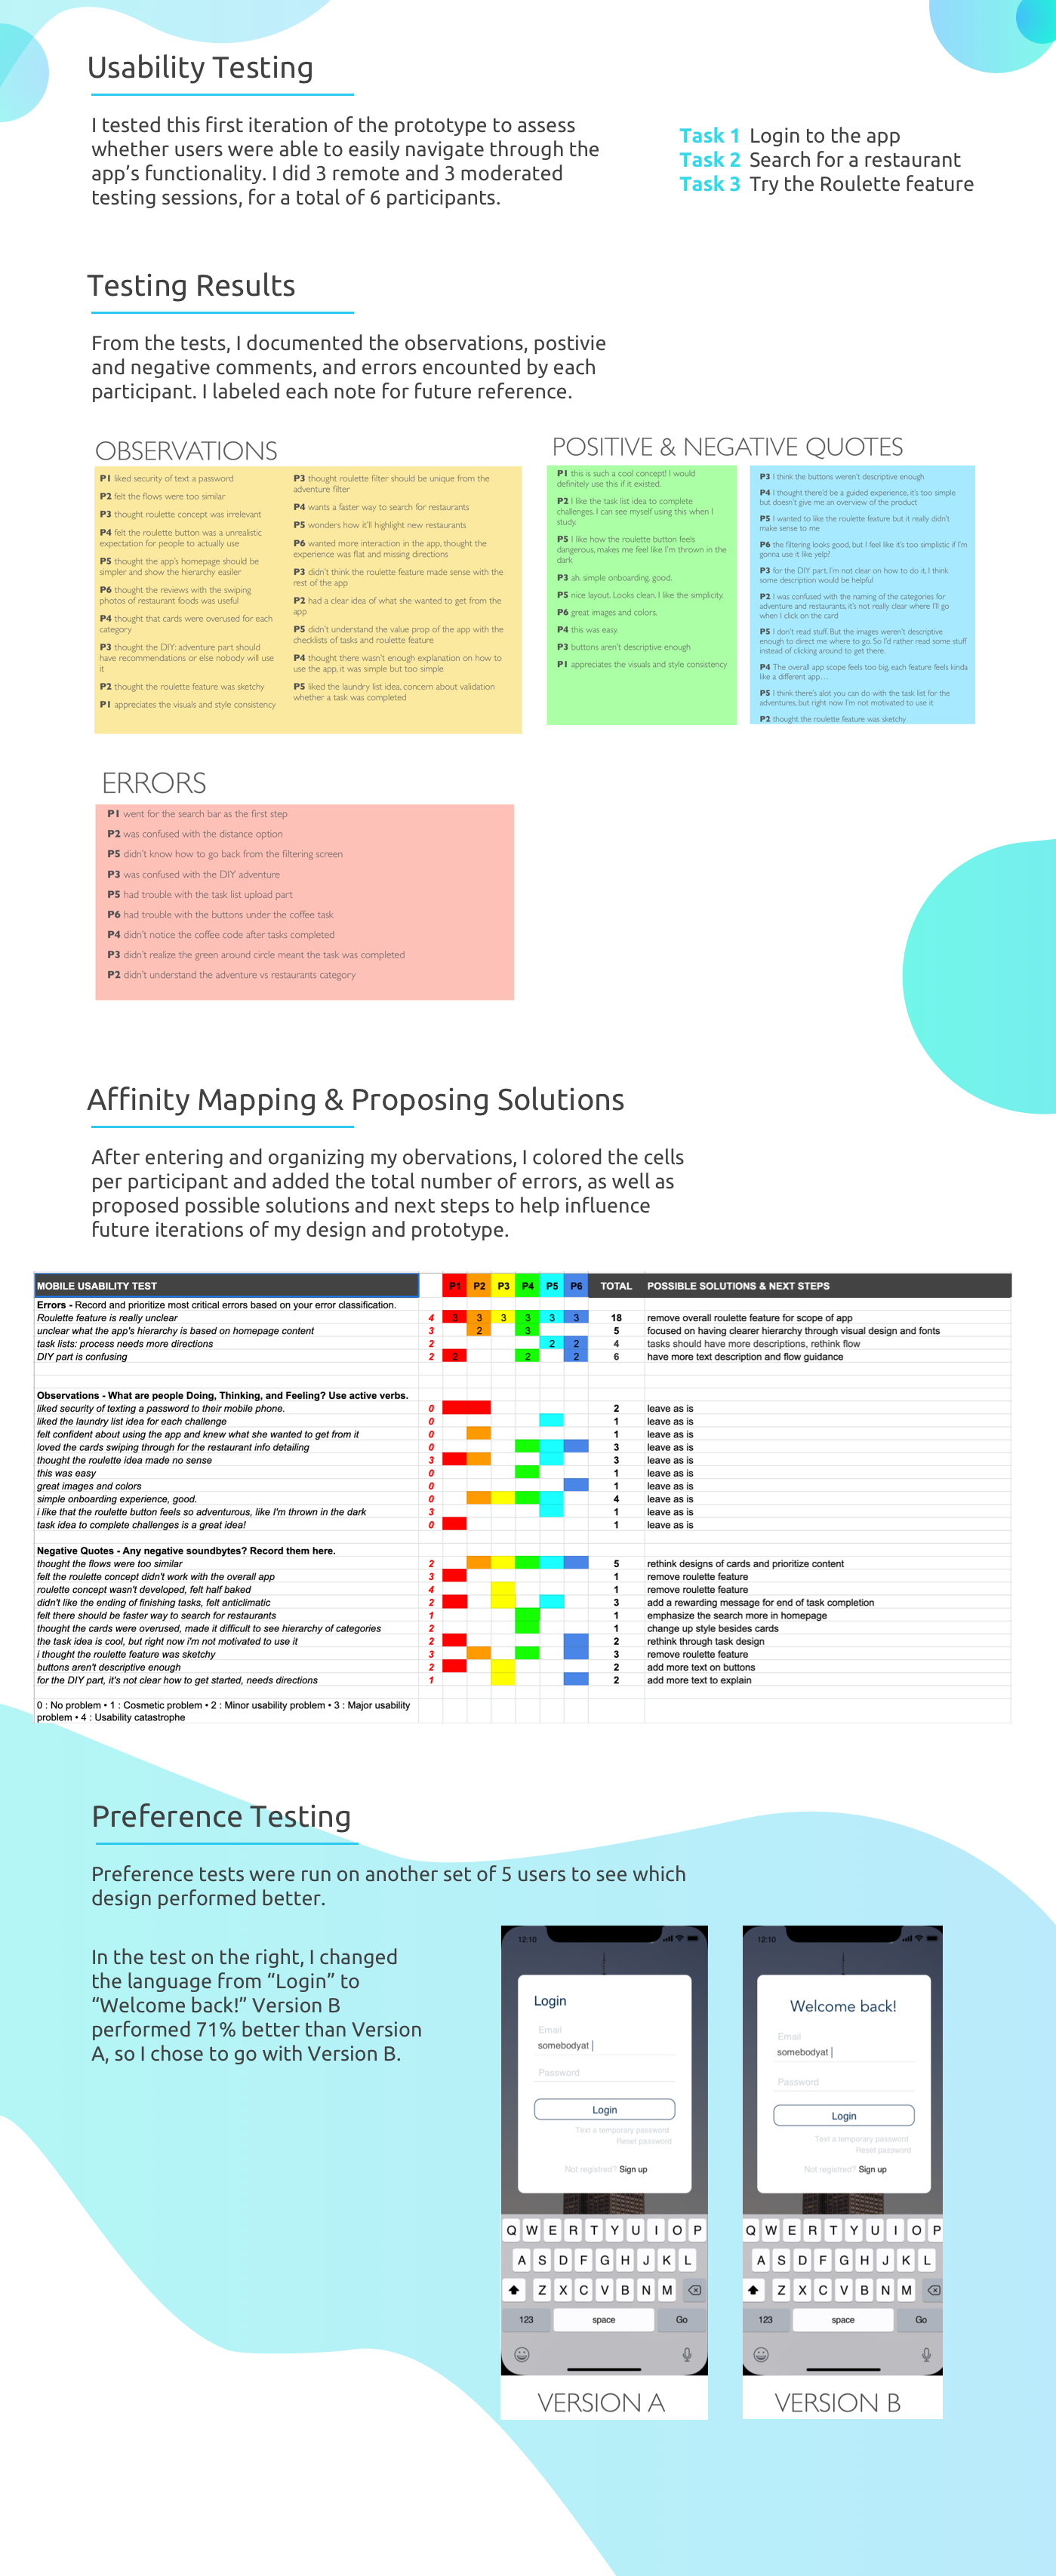 Usability Testing
I tested this first iteration of the prototype to assess
whether users were able to easily navigate through the
app's functionality. I did 3 remote and 3 moderated
testing sessions, for a total of 6 participants.
Task 1 Login to the app
Task 2 Search for a restaurant
Task 3 Try the Roulette feature
Testing Results
From the tests, I documented the observations, postivie
and negative comments, and errors encounted by each
participant. I labeled each note for future reference.
OBSERVATIONS
P1 liked security of text a password
P2 felt the flows were too similar
P3 thought roulette concept was irrelevant
P4 felt the roulette button was a unrealistic
expectation for people to actually use
P5 thought the app's homepage should be
simpler and show the hierarchy easiler
P6 thought the reviews with the swiping
photos of restaurant foods was useful
P4 thought that cards were overused for each
category
P3 thought the DIY: adventure part should
have recommendations or else nobody will use
it
P2 thought the roulette feature was sketchy
P1 appreciates the visuals and style consistency
P3 thought roulette filter should be unique from the
adventure filter
P4 wants a faster way to search for restaurants
P5 wonders how it'll highlight new restaurants
P6 wanted more interaction in the app, thought the
experience was flat and missing directions
P3 didn't think the roulette feature made sense with the
rest of the app
P2 had a clear idea of what she wanted to get from the
app
P5 didn't understand the value prop of the app with the
checklists of tasks and roulette feature
P4 thought there wasn't enough explanation on how to
use the app, it was simple but too simple
P5 liked the laundry list idea, concern about validation
whether a task was completed
POSITIVE & NEGATIVE QUOTES
P1 this is such a cool concept! I would
definitely use this if it existed.
P2 I like the task list idea to complete
challenges. I can see myself using this when I
study.
P5 I like how the roulette button feels
dangerous, makes me feel like I'm thrown in the
dark
P3 ah. simple onboarding, good.
P5 nice layout. Looks clean. I like the simplicity.
P6 great images and colors.
P4 this was easy.
P3 buttons aren't descriptive enough
P1 appreciates the visuals and style consistency
P3 I think the buttons weren't descriptive enough
P4 I thought there'd be a guided experience, it's too simple
but doesn't give me an overview of the product
P5 I wanted to like the roulette feature but it really didn't
make sense to me
P6 the filtering looks good, but I feel like it's too simplistic if I'm
gonna use it like yelp?
P3 for the DIY part, I'm not clear on how to do it, I think
some description would be helpful
P2 I was confused with the naming of the categories for
adventure and restaurants, it's not really clear where I'll go
when I click on the card
P5 I don't read stuff. But the images weren't descriptive
enough to direct me where to go. So I'd rather read some stuff
instead of clicking around to get there.
P4 The overall app scope feels too big, each feature feels kinda
like a different app...
P5 I think there's alot you can do with the task list for the
adventures, but right now I'm not motivated to use it
P2 thought the roulette feature was sketchy
ERRORS
P1 went for the search bar as the first step
P2 was confused with the distance option
P5 didn't know how to go back from the filtering screen
P3 was confused with the DIY adventure
P5 had trouble with the task list upload part
P6 had trouble with the buttons under the coffee task
P4 didn't notice the coffee code after tasks completed
P3 didn't realize the green around circle meant the task was completed
P2 didn't understand the adventure vs restaurants category
Affinity Mapping & Proposing Solutions
After entering and organizing my obervations, I colored the cells
per participant and added the total number of errors, as well as
proposed possible solutions and next steps to help influence
future iterations of my design and prototype.
MOBILE USABILITY TEST P1 P2 P3 P4 P5 P6 TOTAL POSSIBLE SOLUTIONS & NEXT STEPS
Errors - Record and prioritize most critical errors based on your error classification.
Roulette feature is really unclear 4 3 3 3 3 3 3 18 remove overall roulette feature for scope of app
unclear what the app's hierarchy is based on homepage content 3 2 3 5 focused on having clearer hierarchy through visual design and fonts
task lists: process needs more directions 2 2 2 4 tasks should have more descriptions, rethink flow
DIY part is confusing 2 2 2 2 6 have more text description and flow guidance
Observations - What are people Doing, Thinking, and Feeling? Use active verbs.
liked security of texting a password to their mobile phone. 0 2 leave as is
liked the laundry list idea for each challenge 0 1 leave as is
felt confident about using the app and knew what she wanted to get from it 0 1 leave as is
loved the cards swiping through for the restaurant info detailing 0 3 leave as is
thought the roulette idea made no sense 3 3 leave as is
this was easy 0 1 leave as is
great images and colors 0 1 leave as is
simple onboarding experience, good. 0 4 leave as is
i like that the roulette button feels so adventurous, like I'm thrown in the dark 3 1 leave as is
task idea to complete challenges is a great idea! 0 1 leave as is
Negative Quotes - Any negative soundbytes? Record them here.
thought the flows were too similar 2 5 rethink designs of cards and prioritize content
felt the roulette concept didn't work with the overall app 3 1 remove roulette feature
roulette concept wasn't developed, felt half baked 4 1 remove roulette feature
didn't like the ending of finishing tasks, felt anticlimatic 2 3 add a rewarding message for end of task completion
felt there should be faster way to search for restaurants 1 1 emphasize the search more in homepage
thought the cards were overused, made it difficult to see hierarchy of categories 2 1 change up style besides cards
the task idea is cool, but right now i'm not motivated to use it 2 2 rethink through task design
i thought the roulette feature was sketchy 3 3 remove roulette feature
buttons aren't descriptive enough 2 2 add more text on buttons
for the DIY part, it's not clear how to get started, needs directions 1 2 add more text to explain
0 : No problem • 1 : Cosmetic problem • 2 : Minor usability problem • 3 : Major usability
problem • 4 : Usability catastrophe
Preference Testing
Preference tests were run on another set of 5 users to see which
design performed better.
In the test on the right, I changed
the language from “Login” to
“Welcome back!” Version B
performed 71% better than Version
A, so I chose to go with Version B.
12:10
Login
Email
somebodyat
Password
Login
Text a temporary password
Reset password
Not registred? Sign up
Q W E R T Y U I O P
A S D F G H J K L
Z X C V B N M
123 space Go
VERSION A
12:10
Welcome back!
Email
somebodyat
Password
Login
Text a temporary password
Reset password
Not registred? Sign up
Q W E R T Y U I O P
A S D F G H J K L
Z X C V B N M
123 space Go
VERSION B